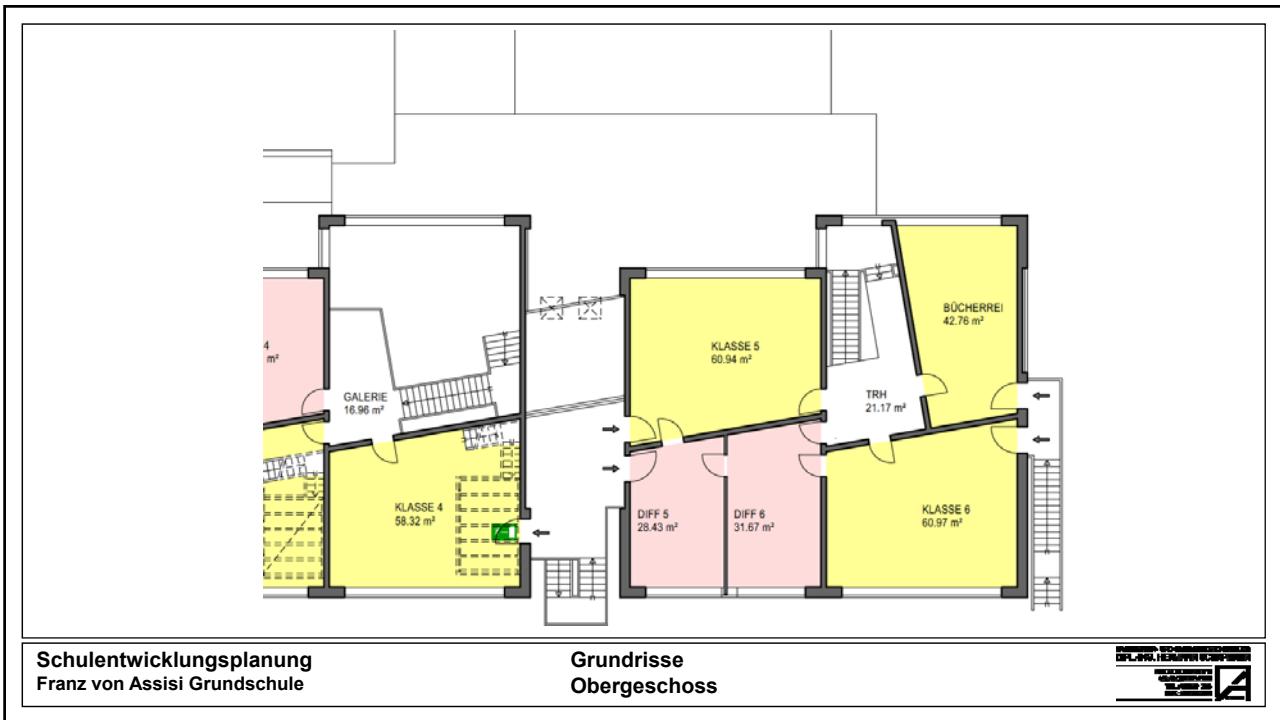 BÜCHERREI
42.76 m²
4
m²
KLASSE 5
60.94 m²
GALERIE
16.96 m²
TRH
21.17 m²
KLASSE 4
58.32 m²
DIFF 5
28.43 m²
DIFF 6
31.67 m²
KLASSE 6
60.97 m²
Schulentwicklungsplanung
Franz von Assisi Grundschule
Grundrisse
Obergeschoss